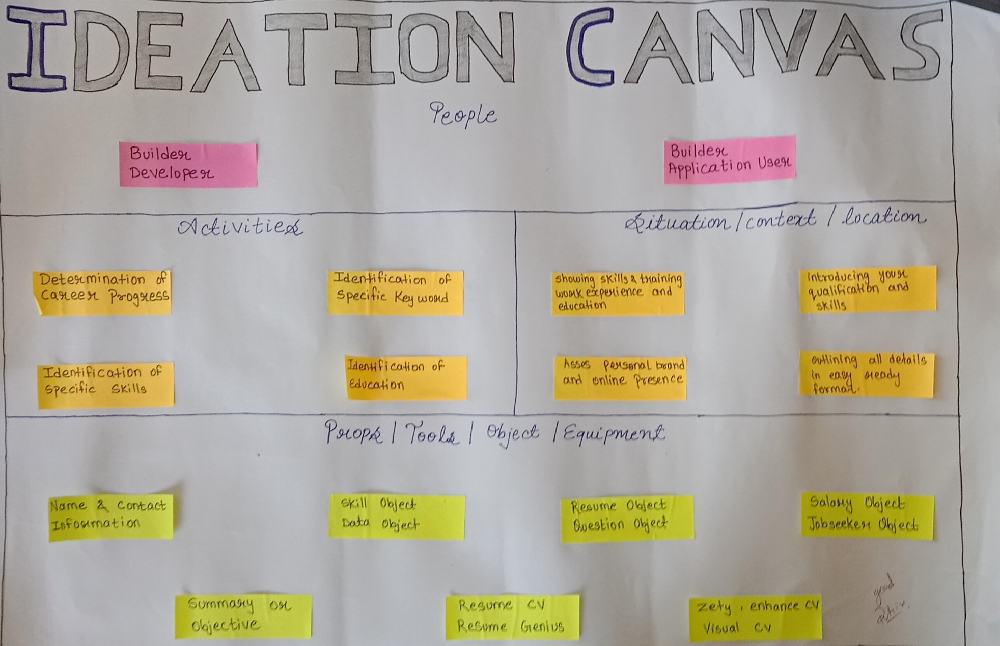 IDEATION CANVAS
People
Builder
Developer
Builder
Application User
Activities
Determination of
Career Progress
Identification of
Specific Key word
Identification of
Specific Skills
Identification of
Education
Situation / context / location
showing skills & training
work experience and
education
Introducing your
qualification and
skills
Asses personal brand
and online Presence
outlining all details
in easy ready
format.
Props / Tools / Object / Equipment
Name & Contact
Information
Skill Object
Data Object
Resume Object
Question Object
Salary Object
Jobseeker Object
Summary or
Objective
Resume CV
Resume Genius
Zety , enhance CV
Visual CV
good